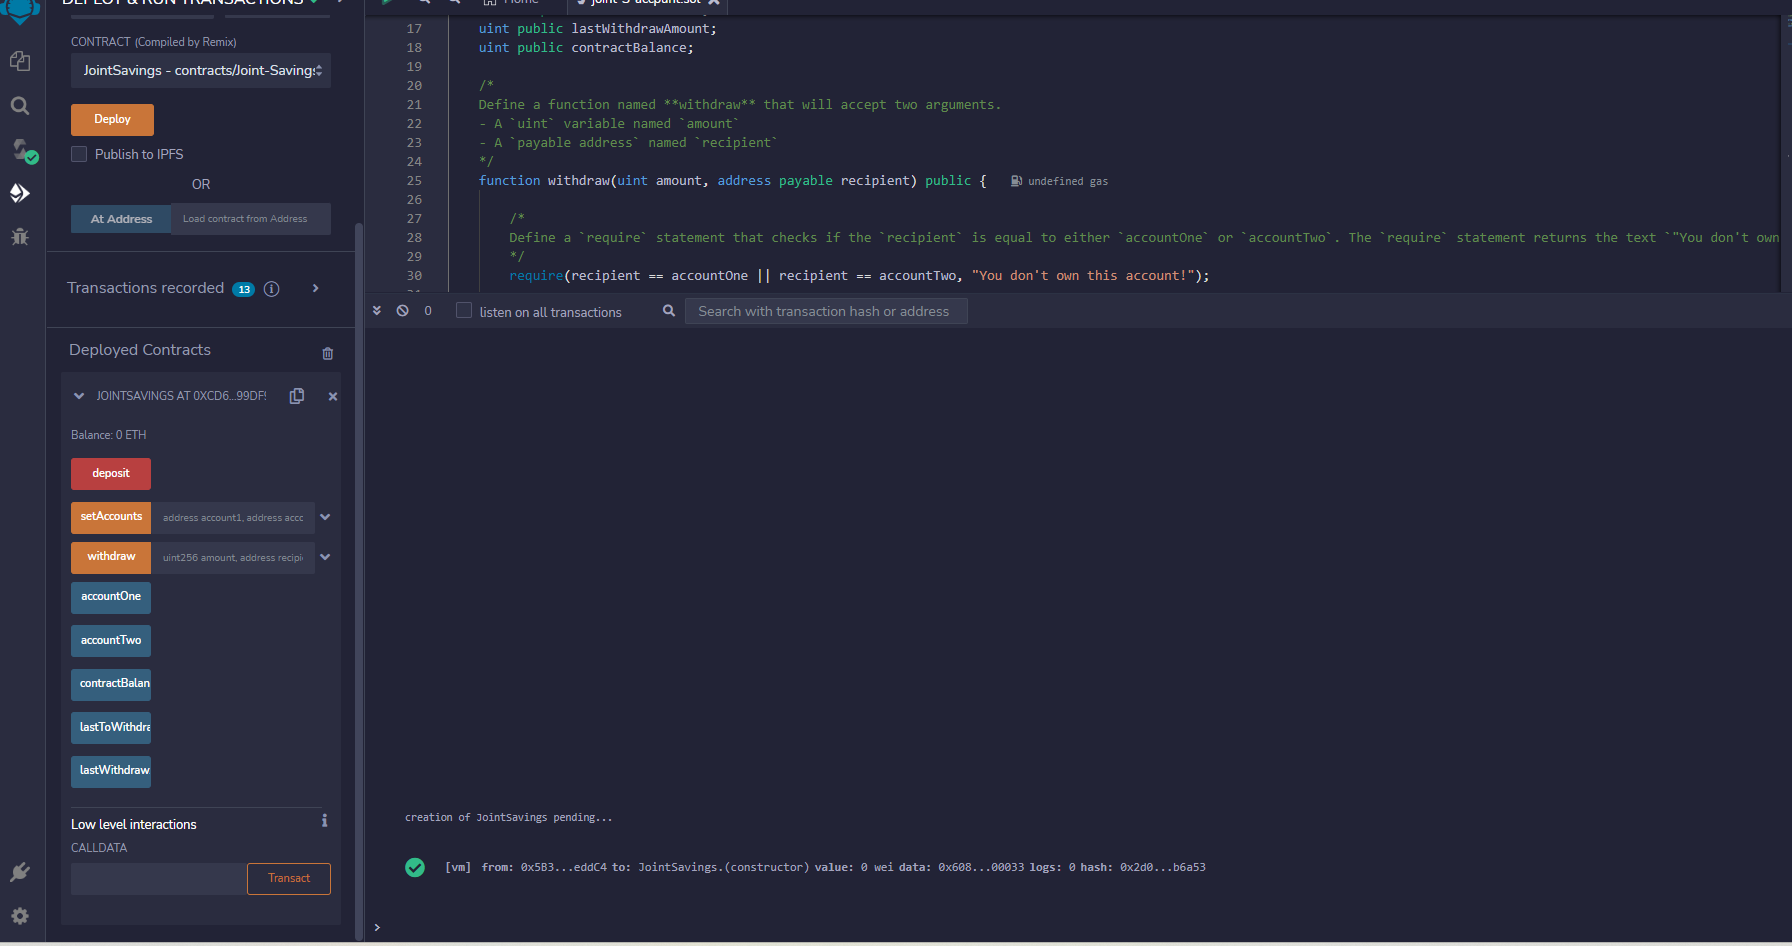 DEPLOY & RUN TRANSACTIONS
CONTRACT (Compiled by Remix)
JointSavings - contracts/Joint-Savings
Deploy
Publish to IPFS
OR
At Address
Load contract from Address
Transactions recorded 13
Deployed Contracts
JOINTSAVINGS AT 0XCD6...99DF
Balance: 0 ETH
deposit
setAccounts
address account1, address acco
withdraw
uint256 amount, address recipi
accountOne
accountTwo
contractBalan
lastToWithdra
lastWithdraw
Low level interactions
CALLDATA
Transact
Home
17 uint public lastWithdrawAmount;
18 uint public contractBalance;
19
20 /*
21 Define a function named **withdraw** that will accept two arguments.
22 - A `uint` variable named `amount`
23 - A `payable address` named `recipient`
24 */
25 function withdraw(uint amount, address payable recipient) public { undefined gas
26
27 /*
28 Define a `require` statement that checks if the `recipient` is equal to either `accountOne` or `accountTwo`. The `require` statement returns the text `"You don't own
29 */
30 require(recipient == accountOne || recipient == accountTwo, "You don't own this account!");
0
listen on all transactions
Search with transaction hash or address
creation of JointSavings pending...
[vm] from: 0x5B3...eddC4 to: JointSavings.(constructor) value: 0 wei data: 0x608...00033 logs: 0 hash: 0x2d0...b6a53
>